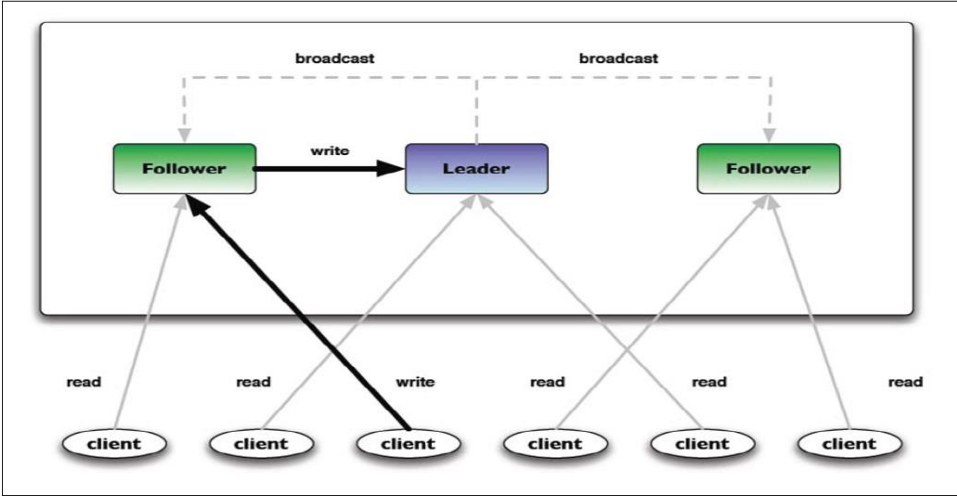 broadcast broadcast
write
Follower Leader Follower
read read write read read read
client client client client client client